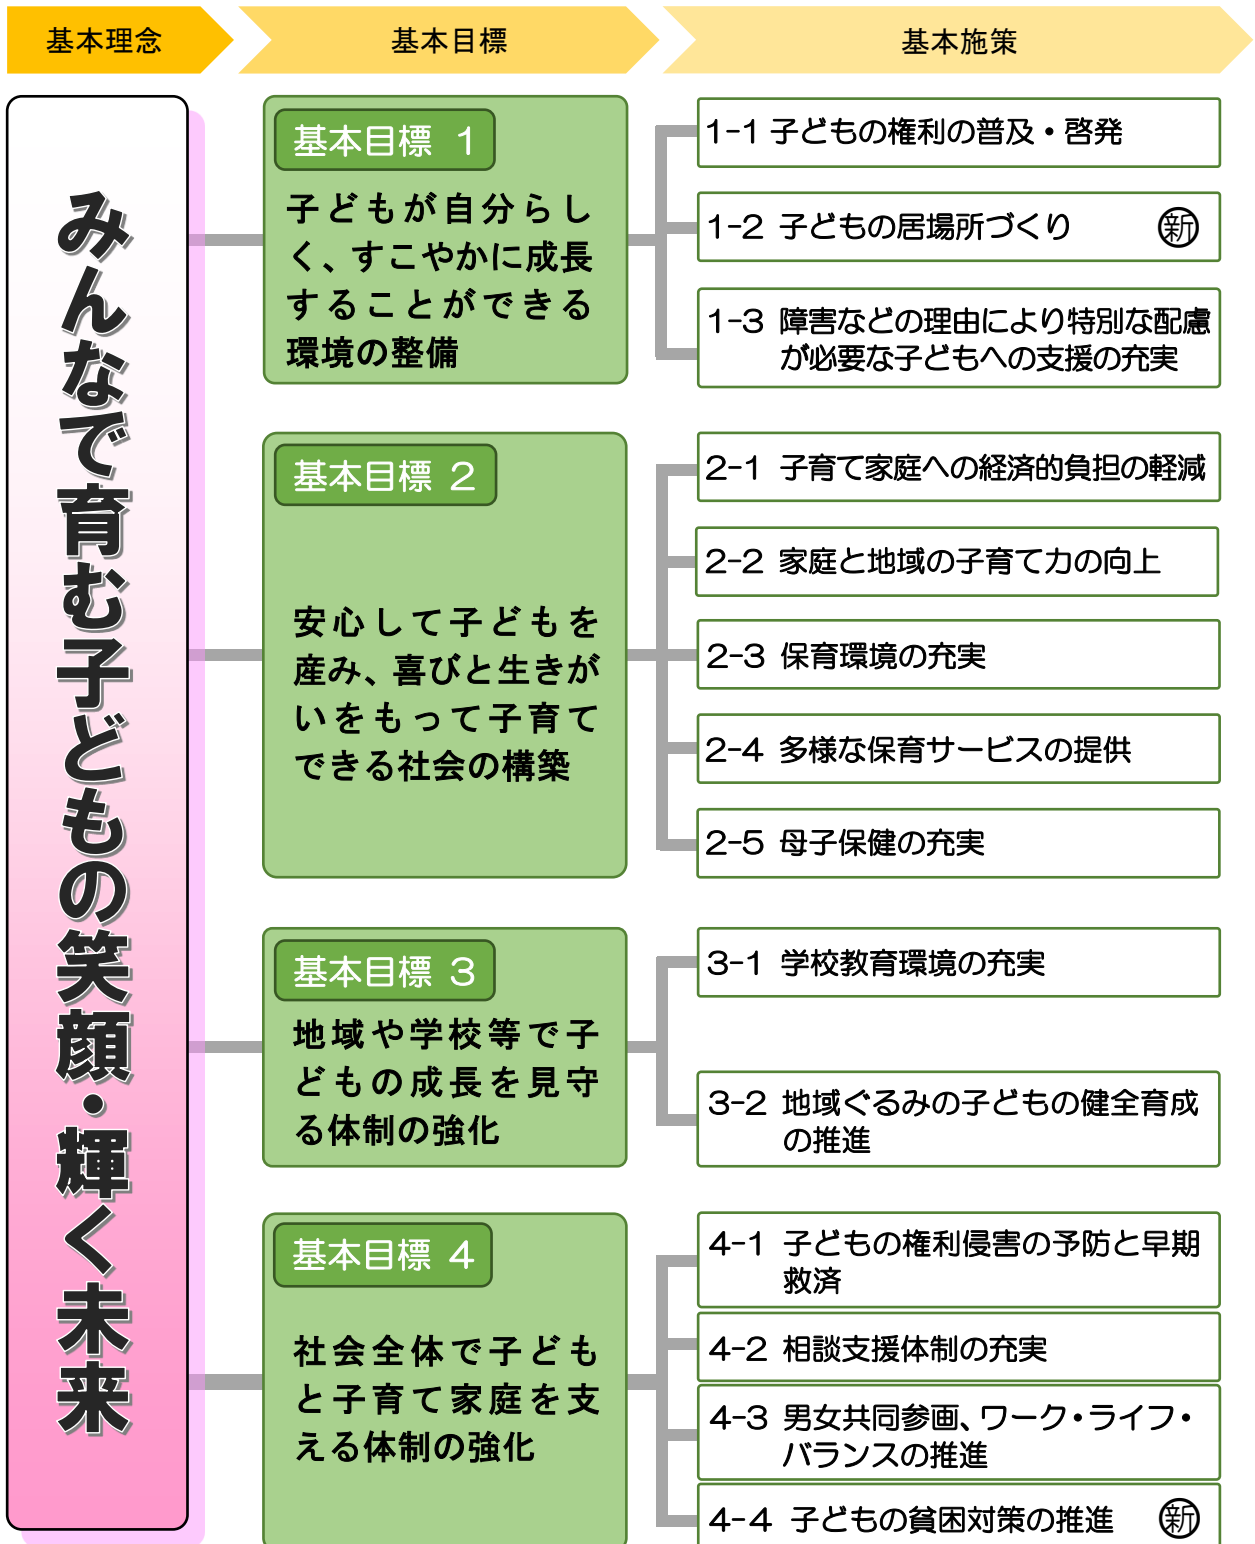 基本理念
基本目標
基本施策
みんなで育む子どもの笑顔・輝く未来
基本目標 1
子どもが自分らし
く、すこやかに成長
することができる
環境の整備
1-1 子どもの権利の普及・啓発
1-2 子どもの居場所づくり ㊟新
1-3 障害などの理由により特別な配慮
が必要な子どもへの支援の充実
基本目標 2
安心して子どもを
産み、喜びと生きが
いをもって子育て
できる社会の構築
2-1 子育て家庭への経済的負担の軽減
2-2 家庭と地域の子育て力の向上
2-3 保育環境の充実
2-4 多様な保育サービスの提供
2-5 母子保健の充実
基本目標 3
地域や学校等で子
どもの成長を見守
る体制の強化
3-1 学校教育環境の充実
3-2 地域ぐるみの子どもの健全育成
の推進
基本目標 4
社会全体で子ども
と子育て家庭を支
える体制の強化
4-1 子どもの権利侵害の予防と早期
救済
4-2 相談支援体制の充実
4-3 男女共同参画、ワーク・ライフ・
バランスの推進
4-4 子どもの貧困対策の推進 新